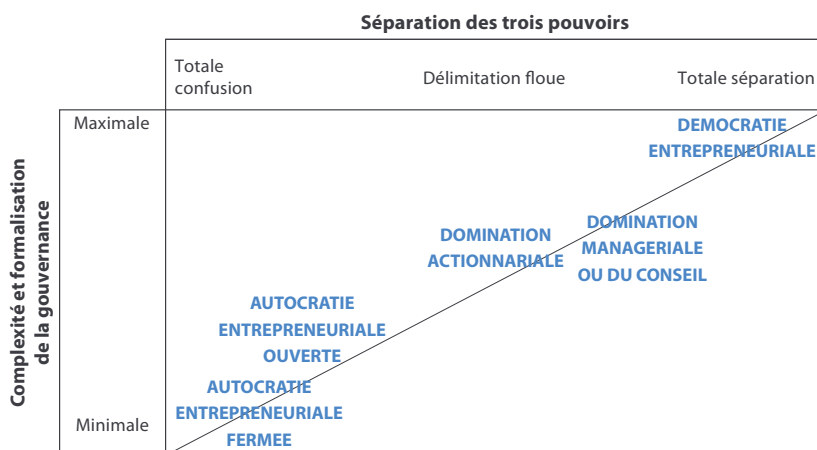 Séparation des trois pouvoirs
Totale
confusion
Délimitation floue
Totale séparation
Complexité et formalisation
de la gouvernance
Maximale
DEMOCRATIE
ENTREPRENEURIALE
DOMINATION
ACTIONNARIALE
DOMINATION
MANAGERIALE
OU DU CONSEIL
AUTOCRATIE
ENTREPRENEURIALE
OUVERTE
AUTOCRATIE
ENTREPRENEURIALE
FERMEE
Minimale